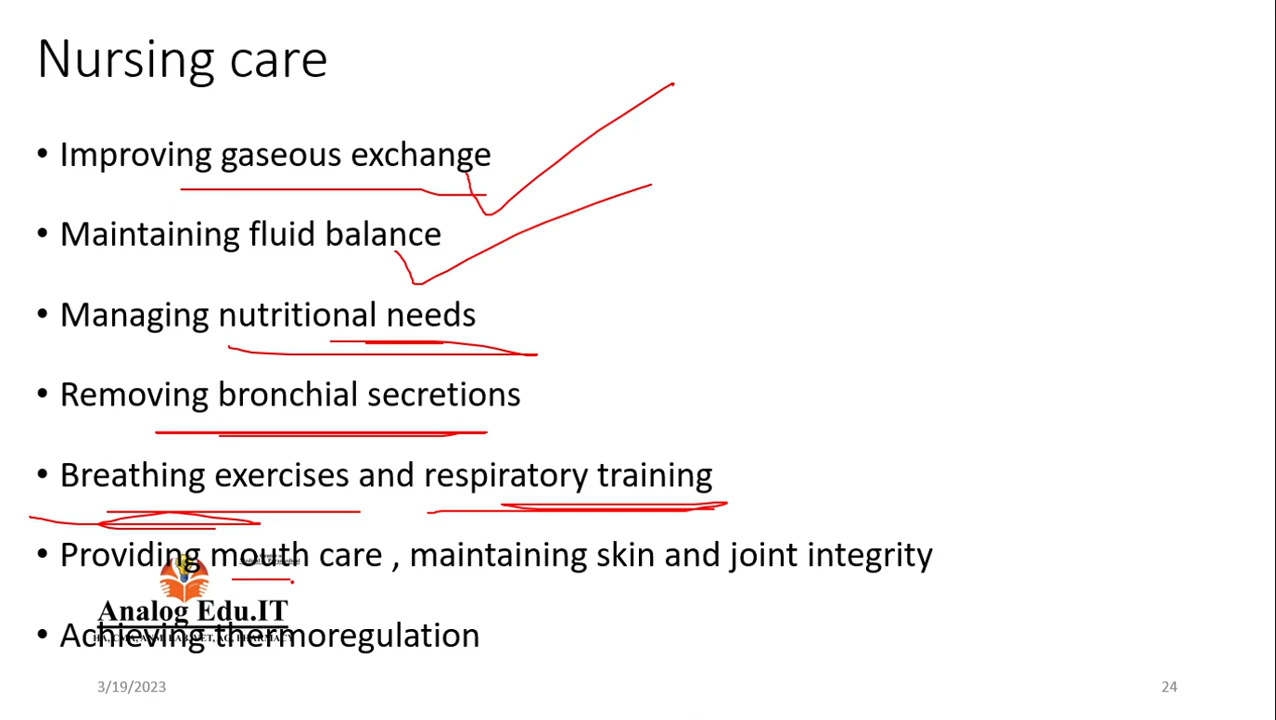 Nursing care
• Improving gaseous exchange
• Maintaining fluid balance
• Managing nutritional needs
• Removing bronchial secretions
• Breathing exercises and respiratory training
• Providing mouth care , maintaining skin and joint integrity
Analog Edu.IT
• Achieving thermoregulation
3/19/2023
24